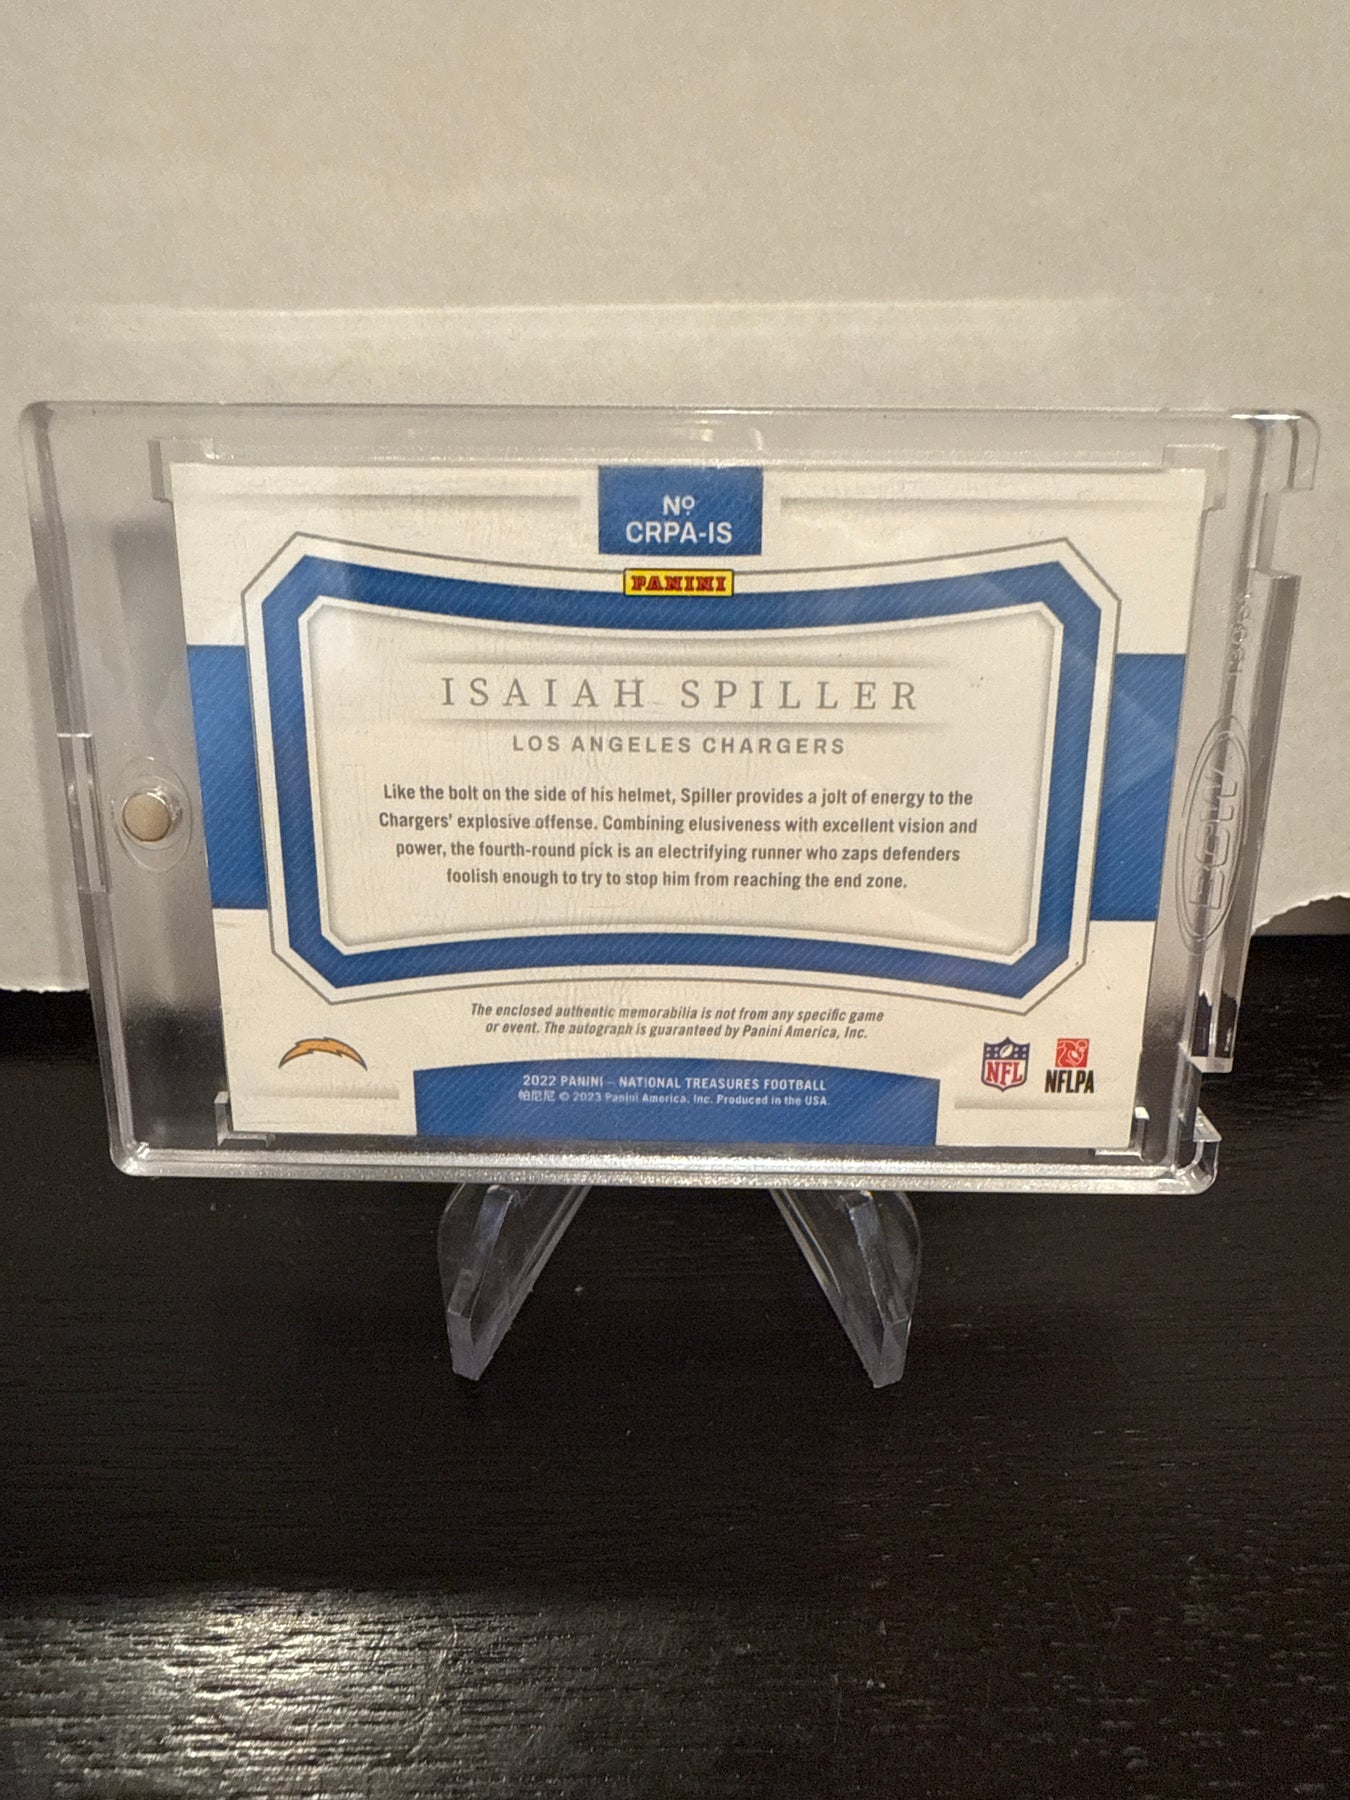 Nº
CRPA-IS
PANINI
ISAIAH SPILLER
LOS ANGELES CHARGERS
Like the bolt on the side of his helmet, Spiller provides a jolt of energy to the
Chargers' explosive offense. Combining elusiveness with excellent vision and
power, the fourth-round pick is an electrifying runner who zaps defenders
foolish enough to try to stop him from reaching the end zone.
The enclosed authentic memorabilia is not from any specific game
or event. The autograph is guaranteed by Panini America, Inc.
2022 PANINI – NATIONAL TREASURES FOOTBALL
帕尼尼 © 2023 Panini America, Inc. Produced in the USA.
NFL
NFLPA
BCW